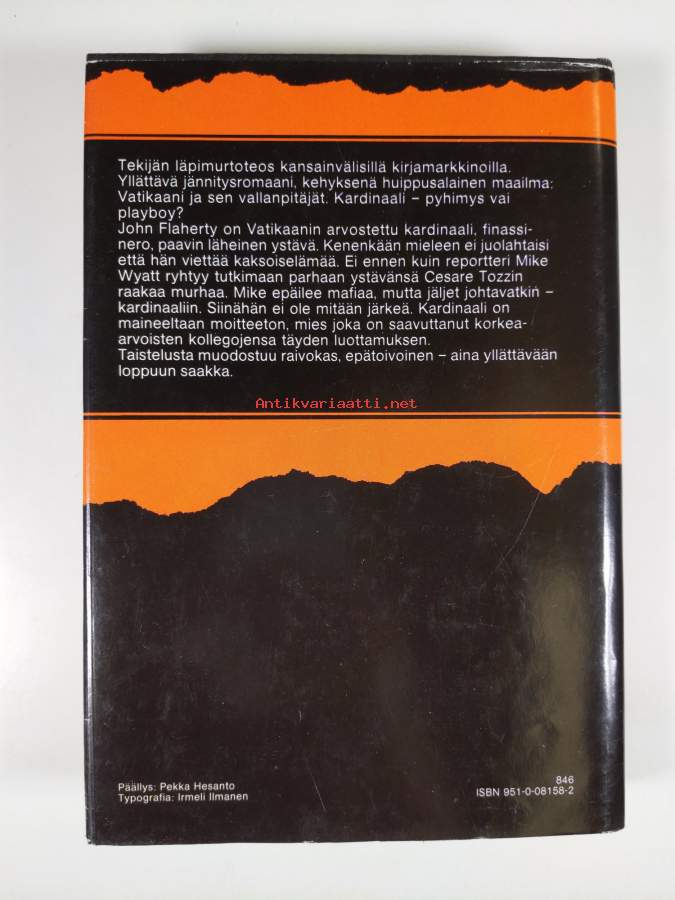 Tekijän läpimurtoteos kansainvälisillä kirjamarkkinoilla.
Yllättävä jännitysromaani, kehyksenä huippusalainen maailma:
Vatikaani ja sen vallanpitäjät. Kardinaali – pyhimys vai
playboy?
John Flaherty on Vatikaanin arvostettu kardinaali, finassi-
nero, paavin läheinen ystävä. Kenenkään mieleen ei juolahtaisi
että hän viettää kaksoiselämää. Ei ennen kuin reportteri Mike
Wyatt ryhtyy tutkimaan parhaan ystävänsä Cesare Tozzin
raakaa murhaa. Mike epäilee mafiaa, mutta jäljet johtavatkin –
kardinaaliin. Siinähän ei ole mitään järkeä. Kardinaali on
maineeltaan moitteeton, mies joka on saavuttanut korkea-
arvoisten kollegojensa täyden luottamuksen.
Taistelusta muodostuu raivokas, epätoivoinen – aina yllättävään
loppuun saakka.
Antikvariaatti.net
Päällys: Pekka Hesanto
Typografia: Irmeli Ilmanen
846
ISBN 951-0-08158-2